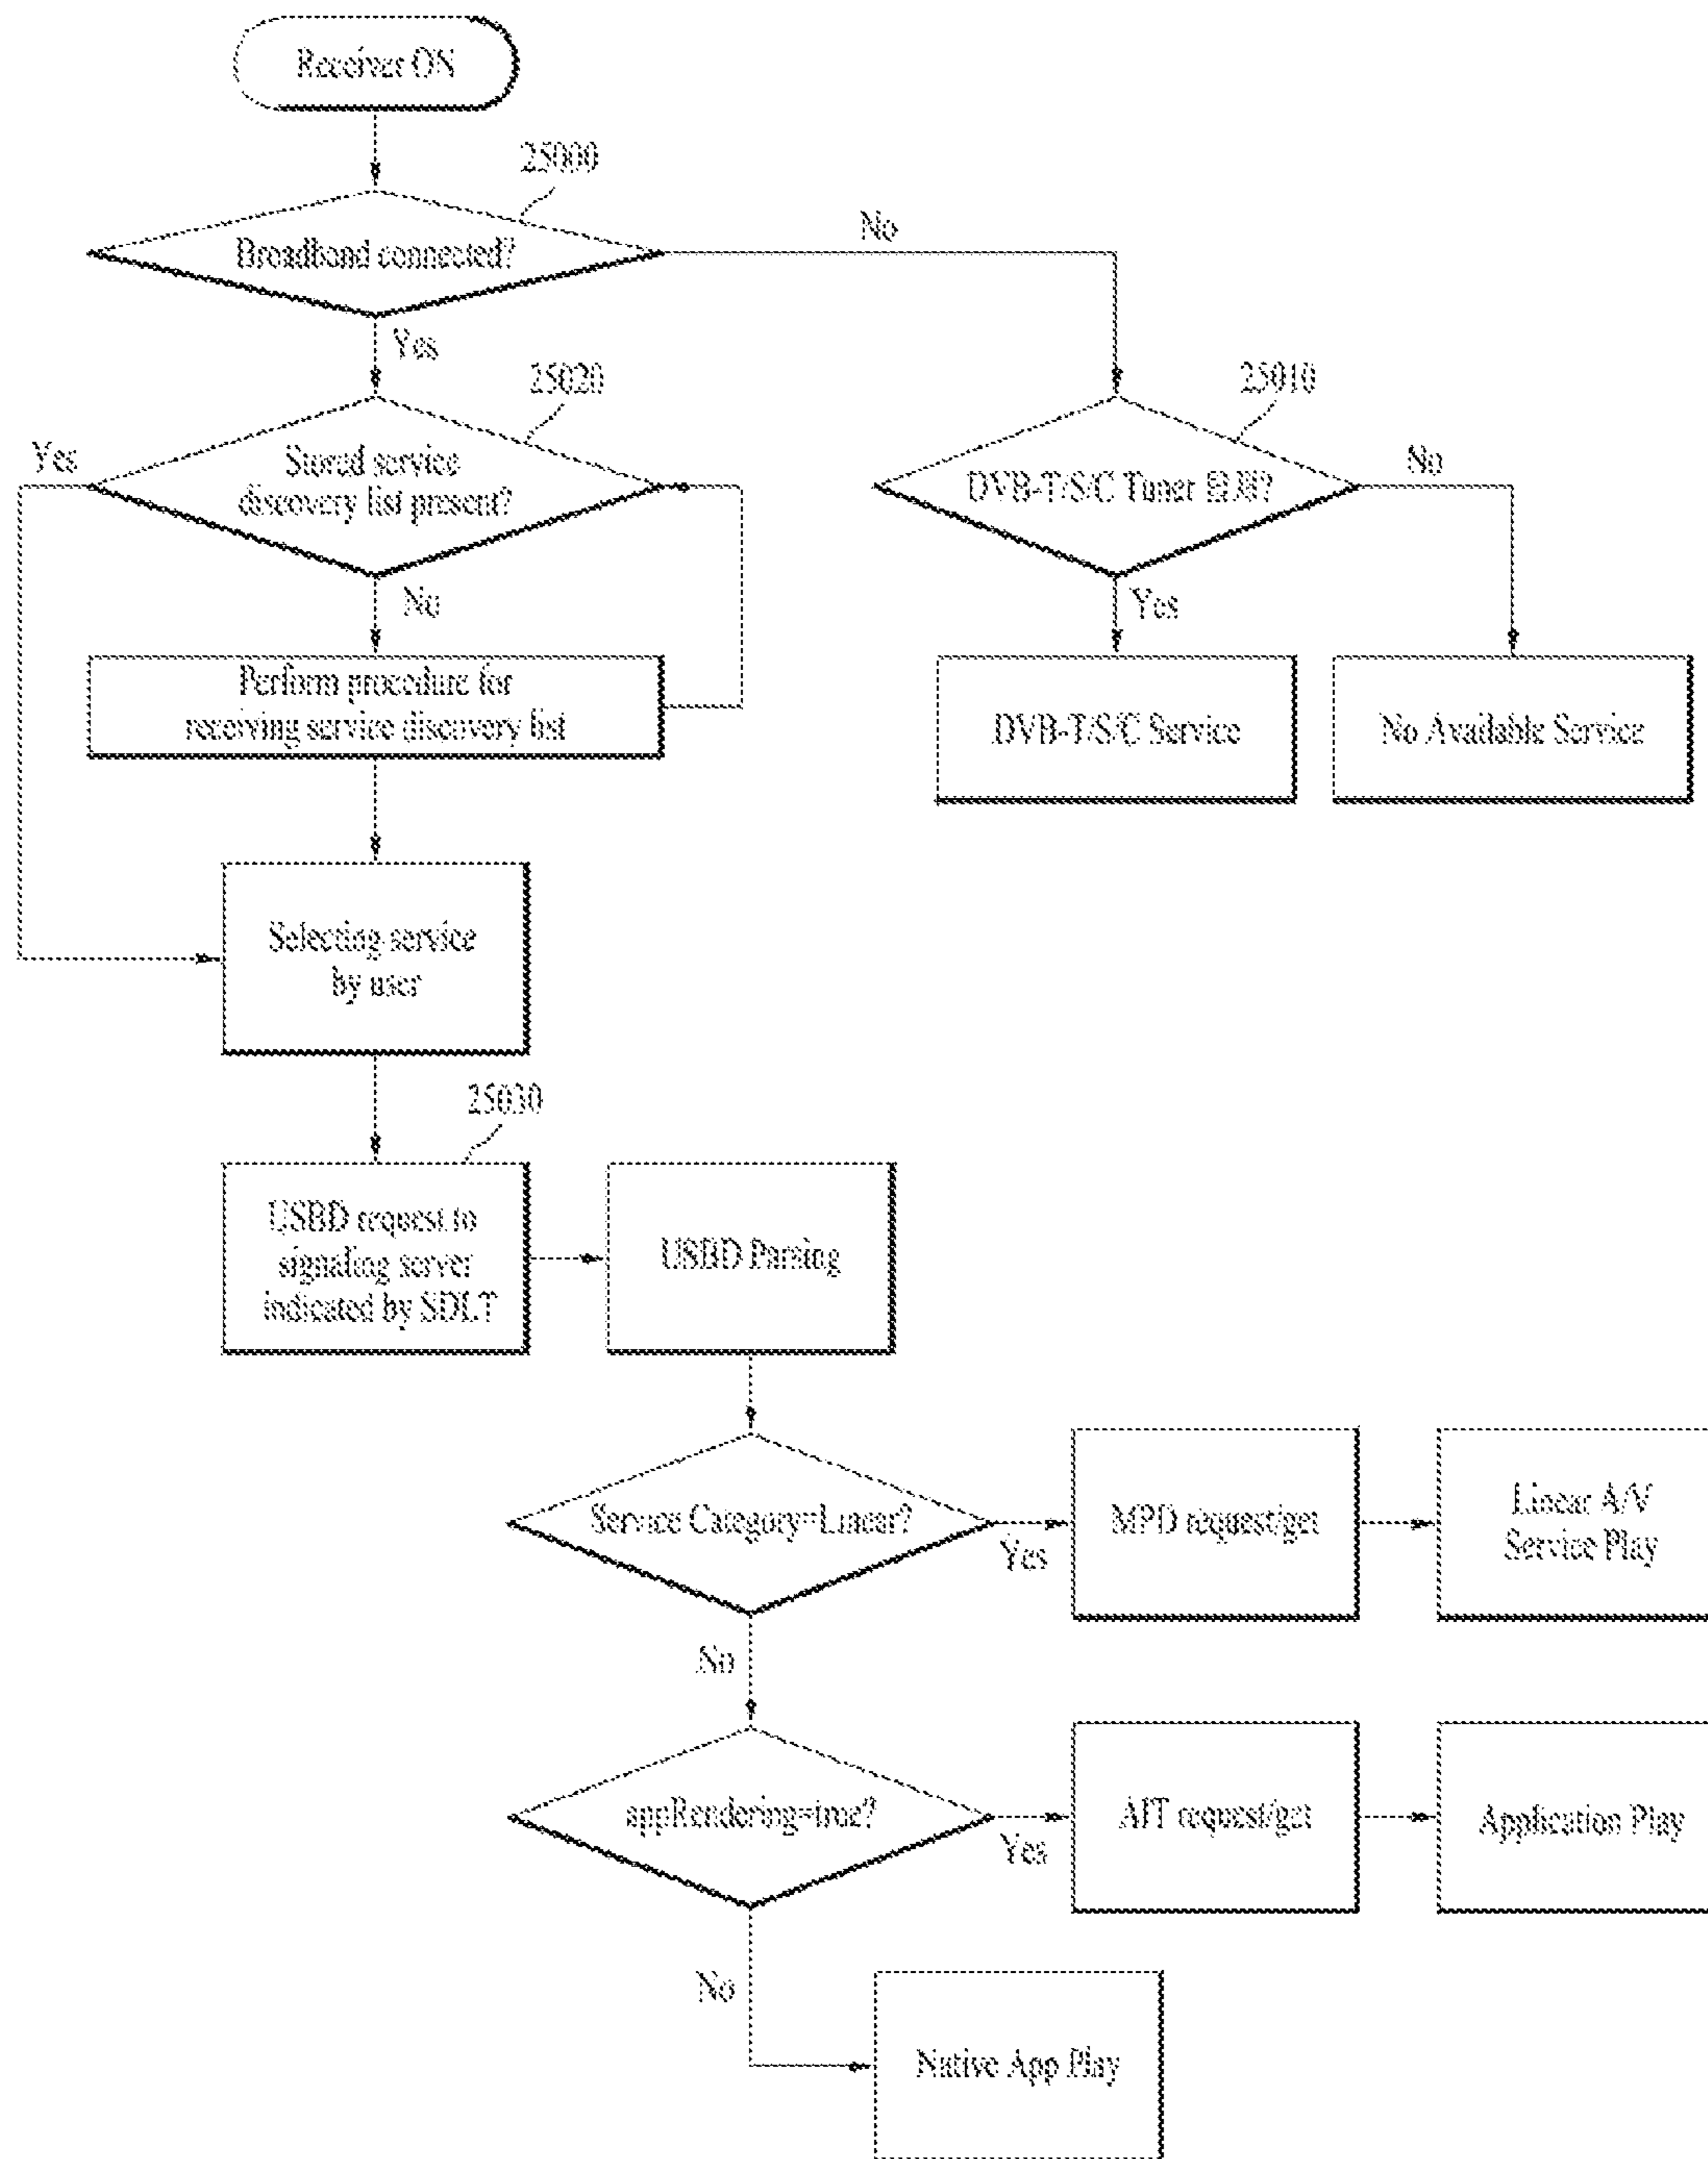 Receiver ON
25000
Broadband connected?
No
Yes
25020
25010
Yes
Stored service
discovery list present?
DVB-T/S/C Tuner
No
No
Yes
Perform procedure for
receiving service discovery list
DVB-T/S/C Service
No Available Service
Selecting service
by user
25030
USBD request to
signaling server
indicated by SDLT
USBD Parsing
Service Category=Linear?
Yes
MPD request/get
Linear A/V
Service Play
No
appRendering=true?
Yes
AIT request/get
Application Play
No
Native App Play